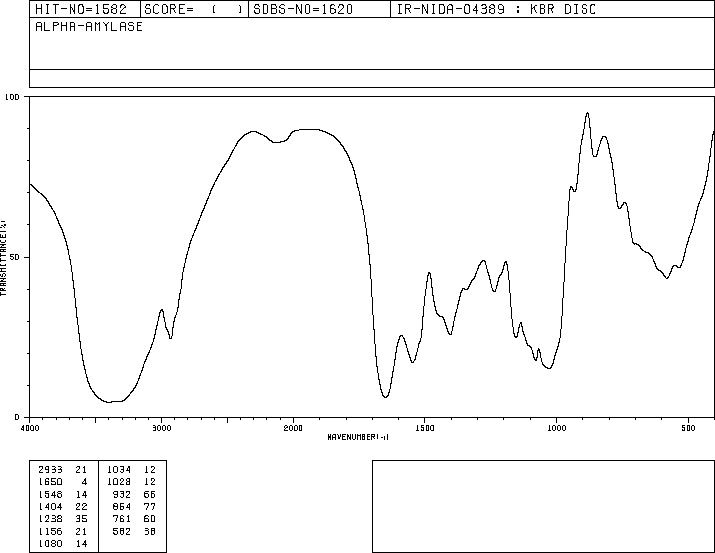 HIT-NO=1582 SCORE= ( ) SDBS-NO=1620 IR-NIDA-04389 : KBR DISC
ALPHA-AMYLASE
100
50
0
TRANSMITTANCE(%)
4000 3000 2000 1500 1000 500
WAVENUMBER(-1)
2933 21 1034 12
1650 4 1028 12
1548 14 932 66
1404 22 864 77
1238 35 761 60
1156 21 582 38
1080 14